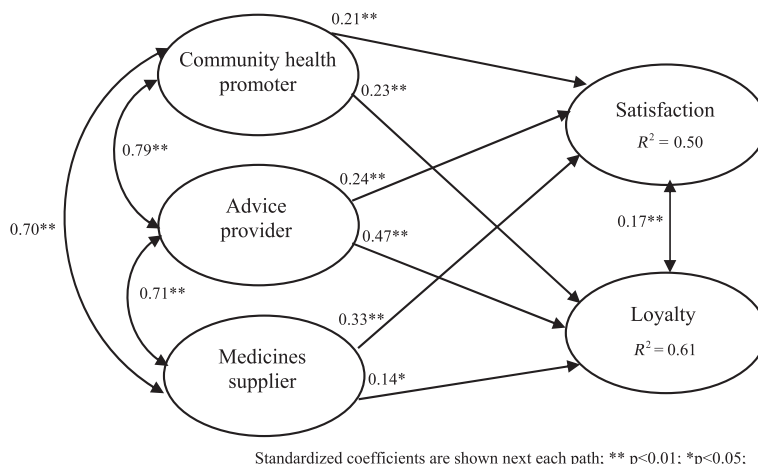 0.21**
Community health
promoter
0.23**
Satisfaction
R² = 0.50
0.79**
0.24**
Advice
provider
0.70**
0.47**
0.17**
0.71**
0.33**
Loyalty
R² = 0.61
Medicines
supplier
0.14*
Standardized coefficients are shown next each path; ** p<0.01; *p<0.05;